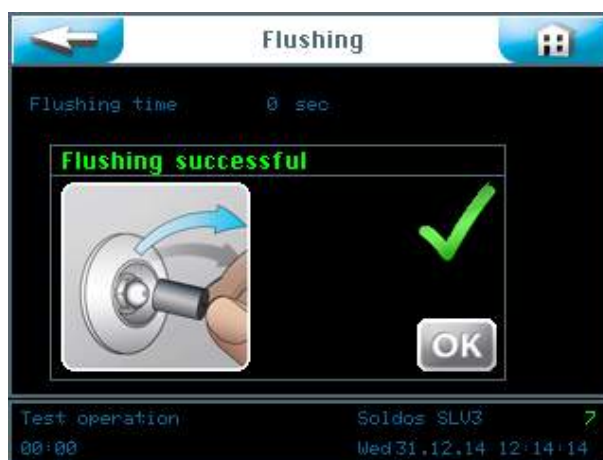 Flushing
Flushing time 0 sec
Flushing successful
OK
Test operation Soldos SLV3 7
00:00 Wed 31.12.14 12:14:14